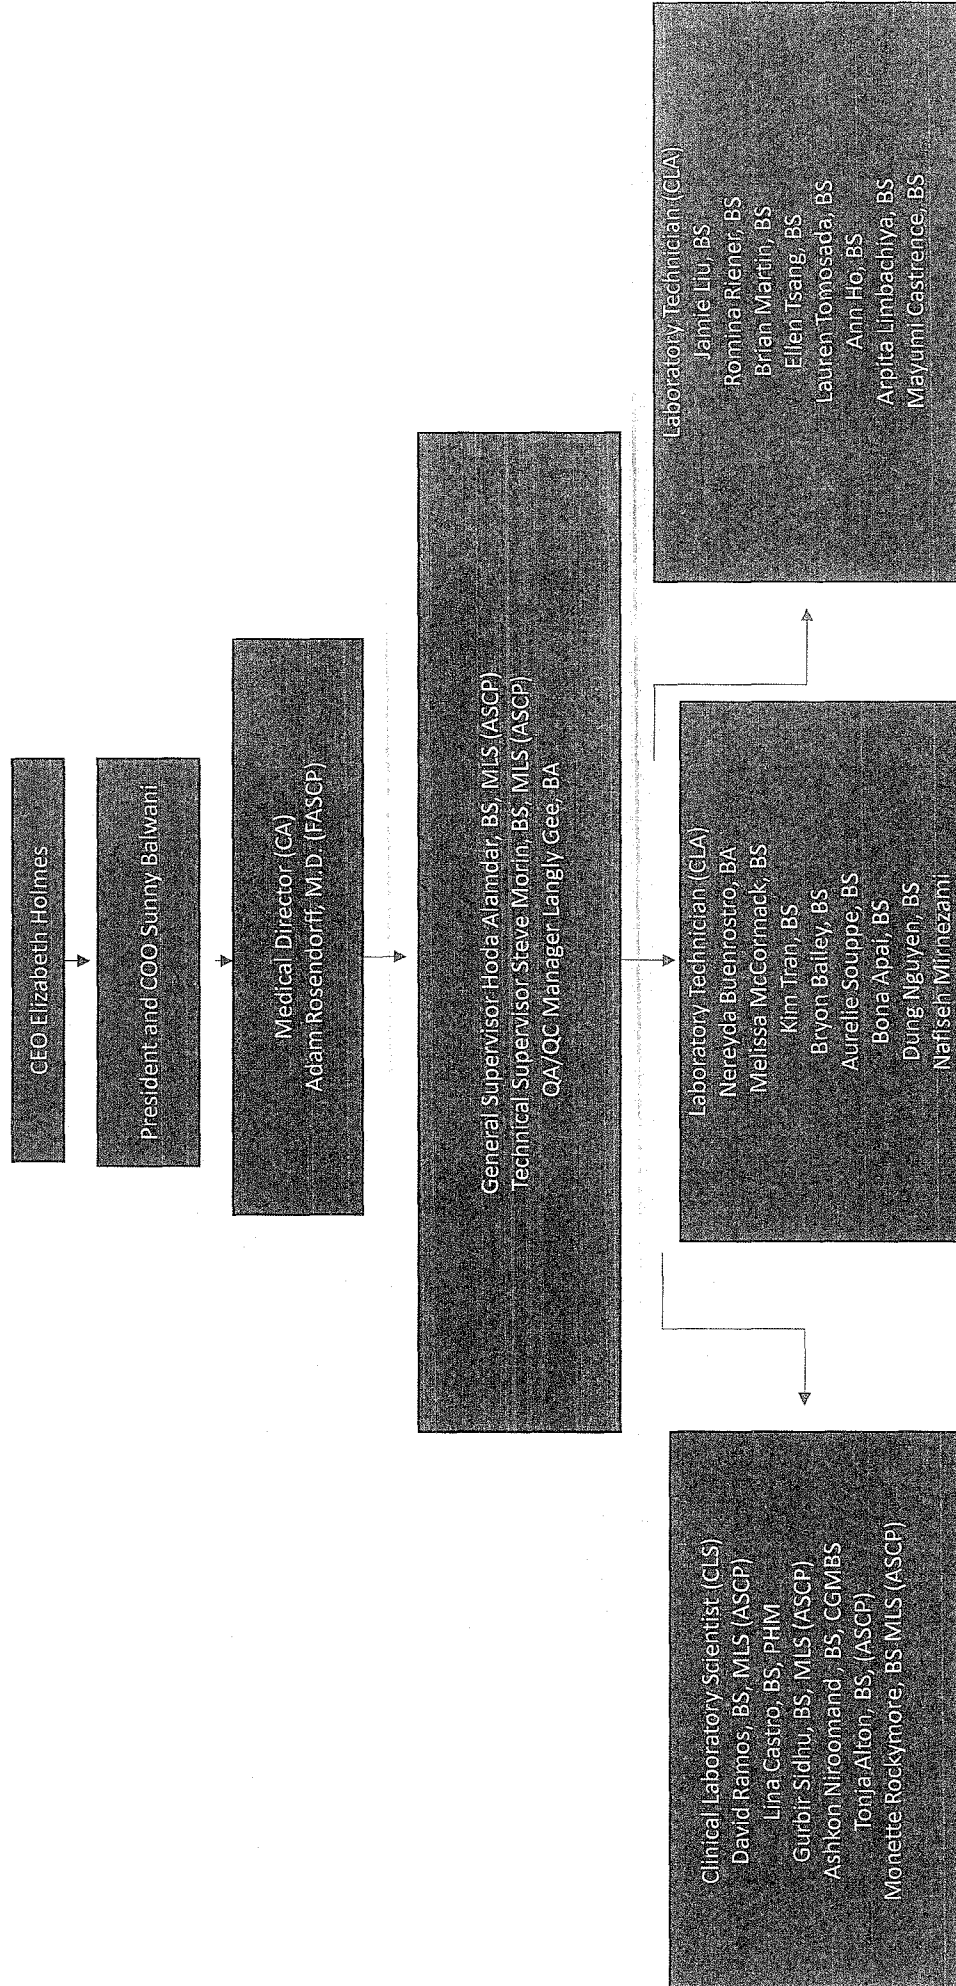 CEO Elizabeth Holmes
President and COO Sunny Balwani
Medical Director (CA)
Adam Rosendorff, M.D. (FASCP)
General Supervisor Hoda Alamdar, BS, MLS (ASCP)
Technical Supervisor Steve Morin, BS, MLS (ASCP)
QA/QC Manager Langly Gee, BA
Clinical Laboratory Scientist (CLS)
David Ramos, BS, MLS (ASCP)
Lina Castro, BS, PHM
Gurbir Sidhu, BS, MLS (ASCP)
Ashkon Niroomand, BS, CGMBS
Tonja Alton, BS, (ASCP)
Monette Rockymore, BS MLS (ASCP)
Laboratory Technician (CLA)
Nereyda Buenrostro, BA
Melissa McCormack, BS
Kim Tran, BS
Bryon Bailey, BS
Aurelie Souppe, BS
Bona Apai, BS
Dung Nguyen, BS
Nafiseh Mirnezami
Laboratory Technician (CLA)
Jamie Liu, BS
Romina Riener, BS
Brian Martin, BS
Ellen Tsang, BS
Lauren Tomosada, BS
Ann Ho, BS
Arpita Limbachiya, BS
Mayumi Castrence, BS